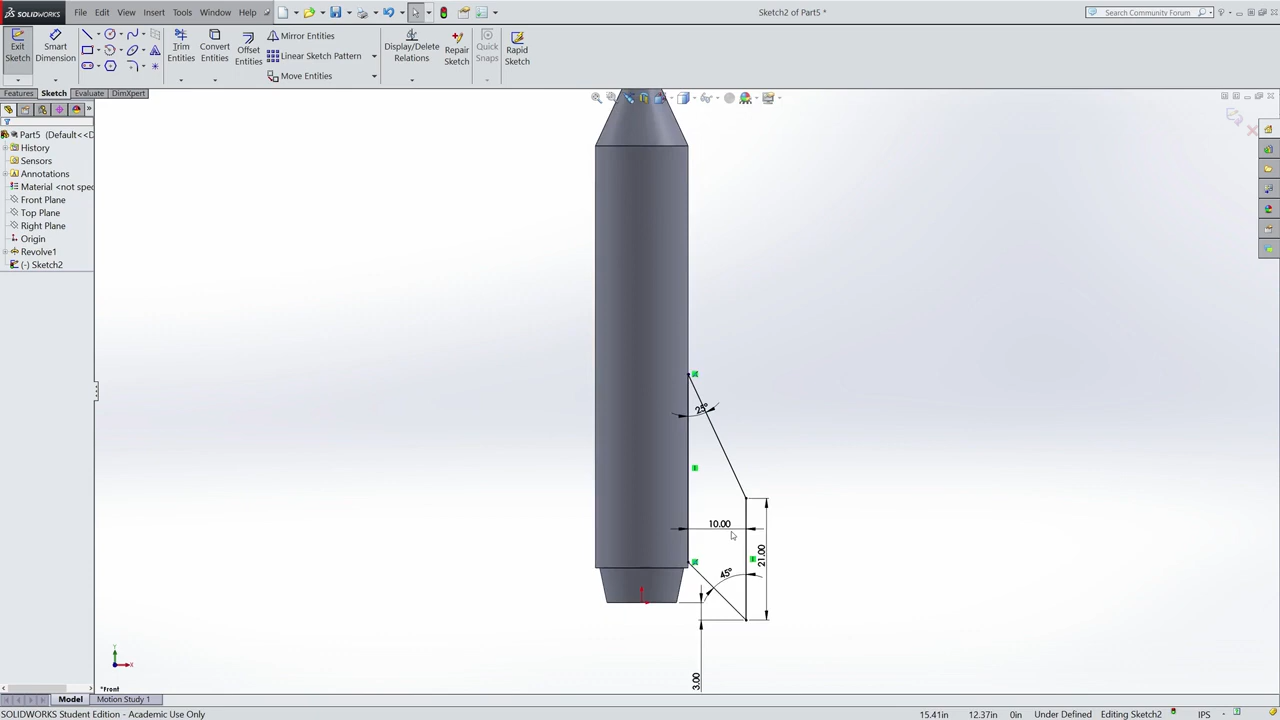 SOLIDWORKS File Edit View Insert Tools Window Help Sketch2 of Part5 * Search Community Forum
Exit Sketch Smart Dimension Trim Entities Convert Entities Offset Entities Mirror Entities Linear Sketch Pattern Move Entities Display/Delete Relations Repair Sketch Quick Snaps Rapid Sketch
Features Sketch Evaluate DimXpert
Part5 (Default<<D
History
Sensors
Annotations
Material <not spec
Front Plane
Top Plane
Right Plane
Origin
Revolve1
(-) Sketch2
25°
10.00
21.00
45°
3.00
Y
X
*Front
Model Motion Study 1
SOLIDWORKS Student Edition - Academic Use Only 15.41in 12.37in 0in Under Defined Editing Sketch2 IPS